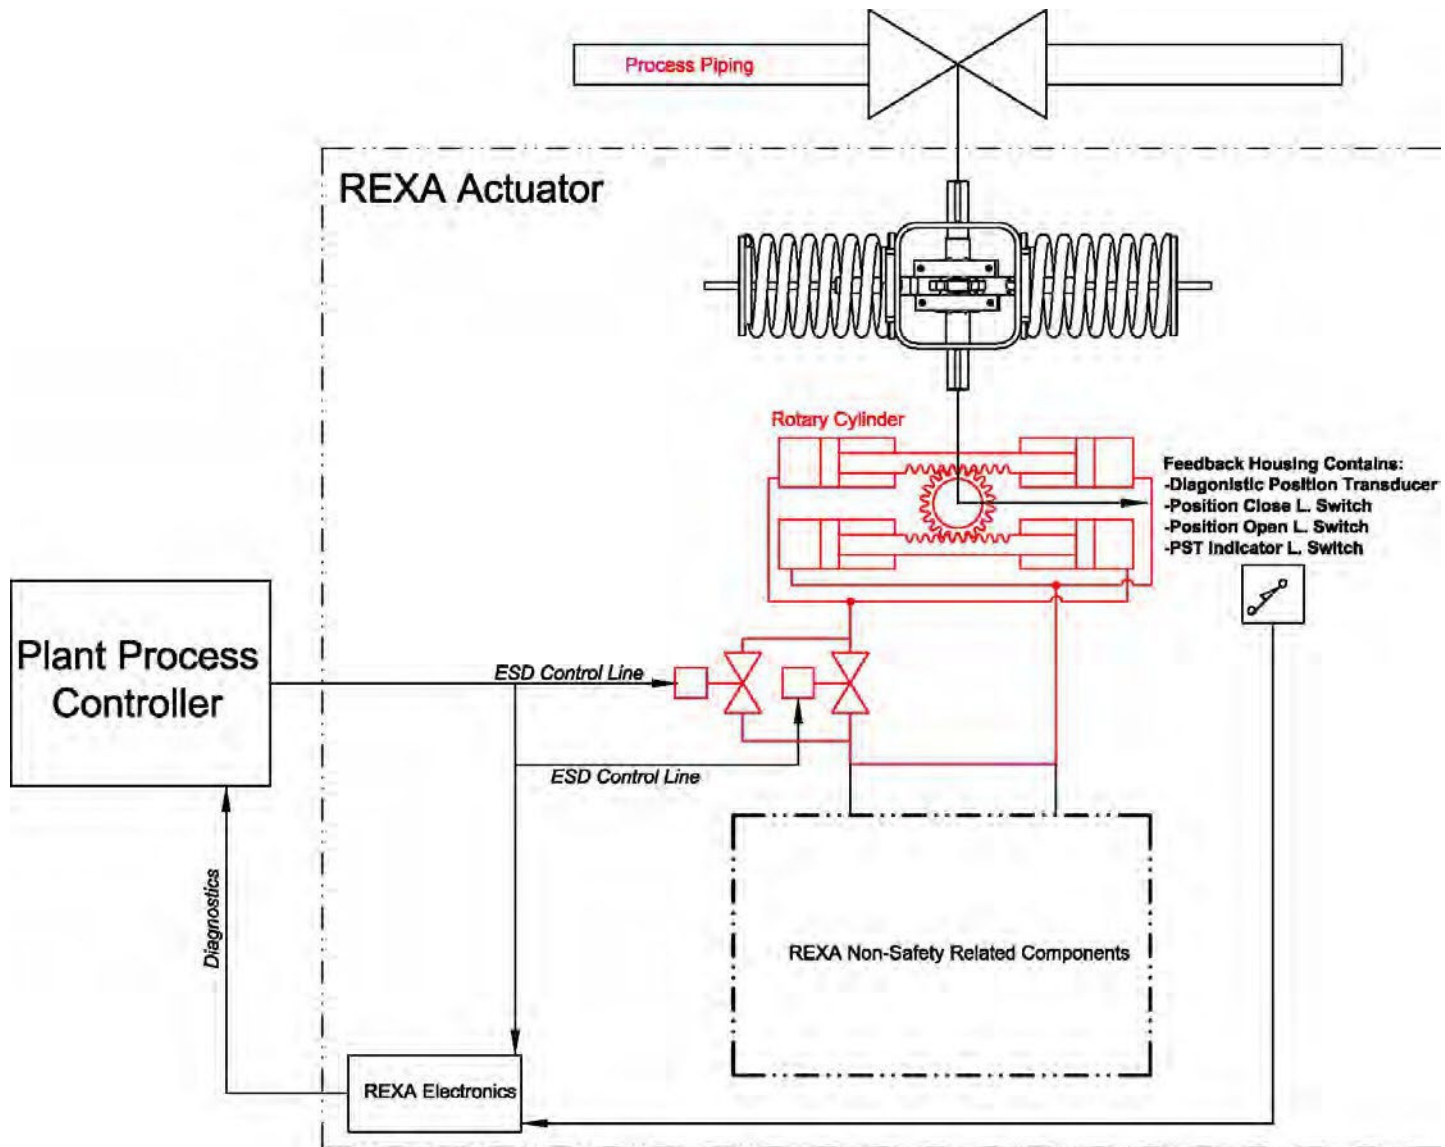 Process Piping
REXA Actuator
Rotary Cylinder
Feedback Housing Contains:
-Diagonistic Position Transducer
-Position Close L. Switch
-Position Open L. Switch
-PST Indicator L. Switch
Plant Process
Controller
ESD Control Line
ESD Control Line
Diagnostics
REXA Non-Safety Related Components
REXA Electronics